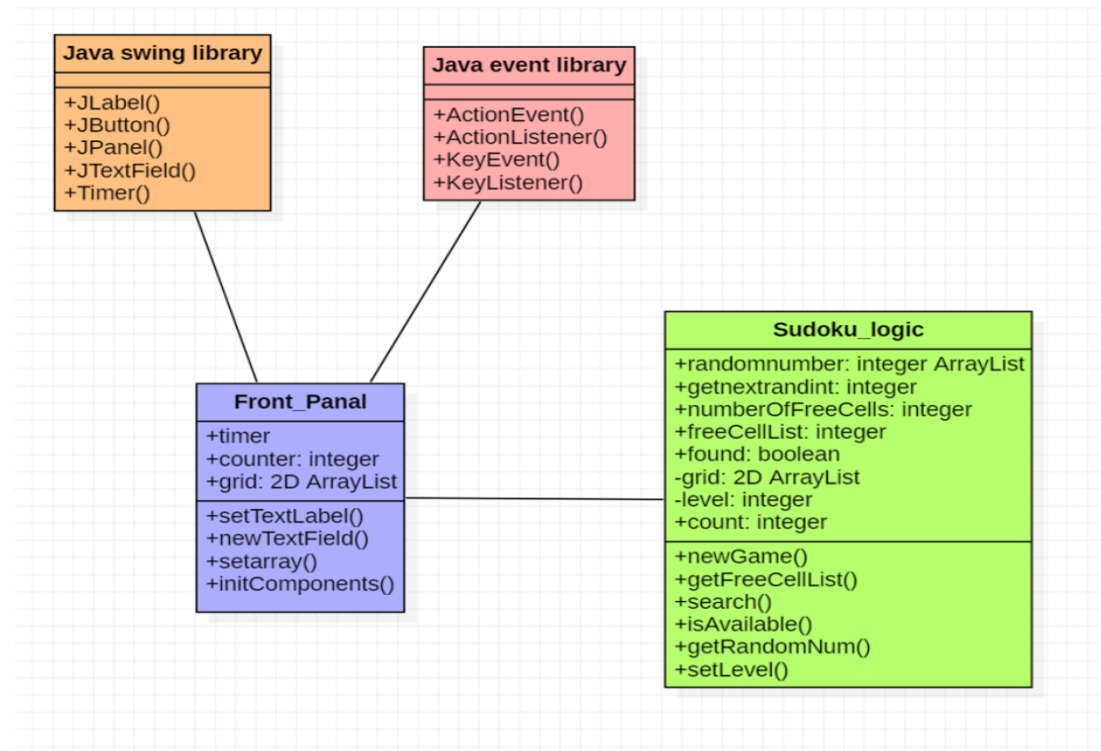 Java swing library
+JLabel()
+JButton()
+JPanel()
+JTextField()
+Timer()
Java event library
+ActionEvent()
+ActionListener()
+KeyEvent()
+KeyListener()
Front_Panal
+timer
+counter: integer
+grid: 2D ArrayList
+setTextLabel()
+newTextField()
+setarray()
+initComponents()
Sudoku_logic
+randomnumber: integer ArrayList
+getnextrandint: integer
+numberOfFreeCells: integer
+freeCellList: integer
+found: boolean
-grid: 2D ArrayList
-level: integer
+count: integer
+newGame()
+getFreeCellList()
+search()
+isAvailable()
+getRandomNum()
+setLevel()